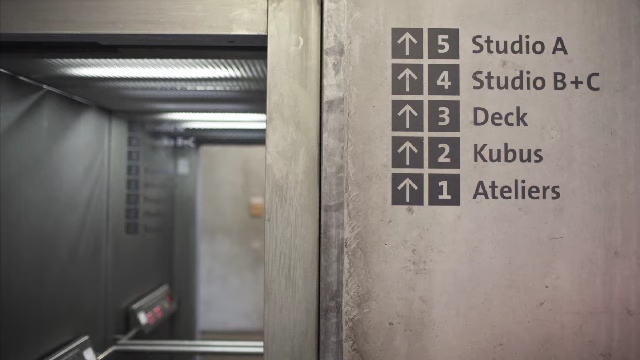 ↑ 5 Studio A
↑ 4 Studio B+C
↑ 3 Deck
↑ 2 Kubus
↑ 1 Ateliers